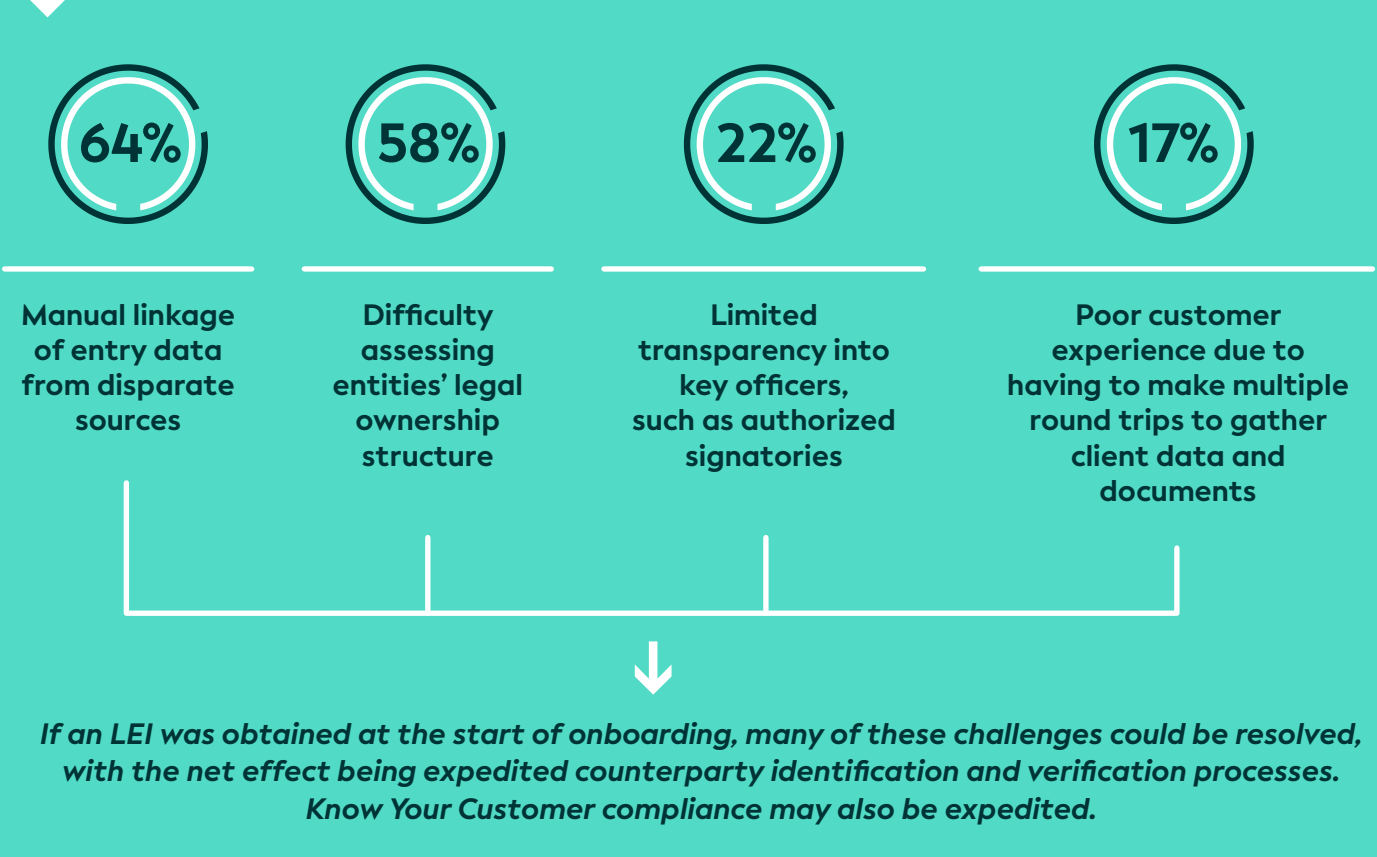 64%
58%
22%
17%
Manual linkage
of entry data
from disparate
sources
Difficulty
assessing
entities’ legal
ownership
structure
Limited
transparency into
key officers,
such as authorized
signatories
Poor customer
experience due to
having to make multiple
round trips to gather
client data and
documents
If an LEI was obtained at the start of onboarding, many of these challenges could be resolved,
with the net effect being expedited counterparty identification and verification processes.
Know Your Customer compliance may also be expedited.